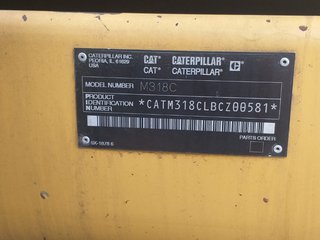 CATERPILLAR INC.
PEORIA, IL 61629
USA
CAT® CATERPILLAR®
CAT® CATERPILLAR®
MODEL NUMBER M318C
PRODUCT
IDENTIFICATION
NUMBER
*CATM318CLBCZ00581*
PARTS ORDER